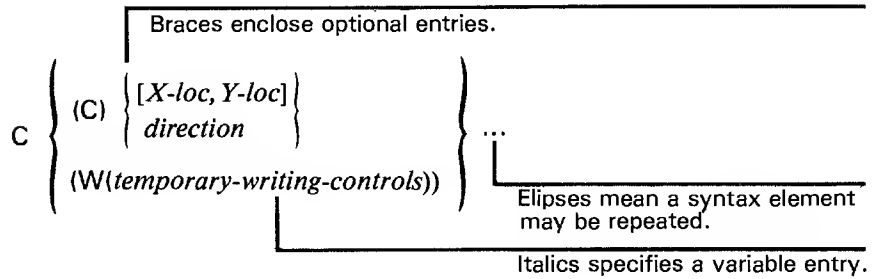 Braces enclose optional entries.
(C) [X-loc, Y-loc]
C direction ...
(W(temporary-writing-controls))
Elipses mean a syntax element
may be repeated.
Italics specifies a variable entry.